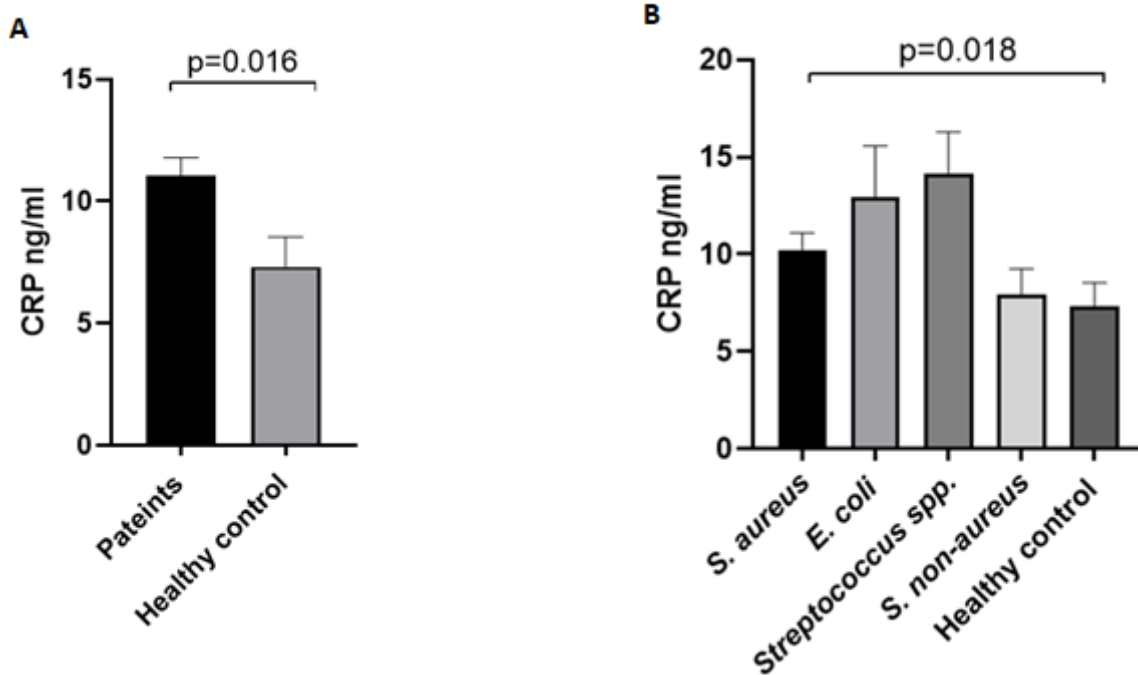 A
p=0.016
15
10
5
0
CRP ng/ml
Pateints
Healthy control
B
p=0.018
20
15
10
5
0
CRP ng/ml
S. aureus
E. coli
Streptococcus spp.
S. non-aureus
Healthy control